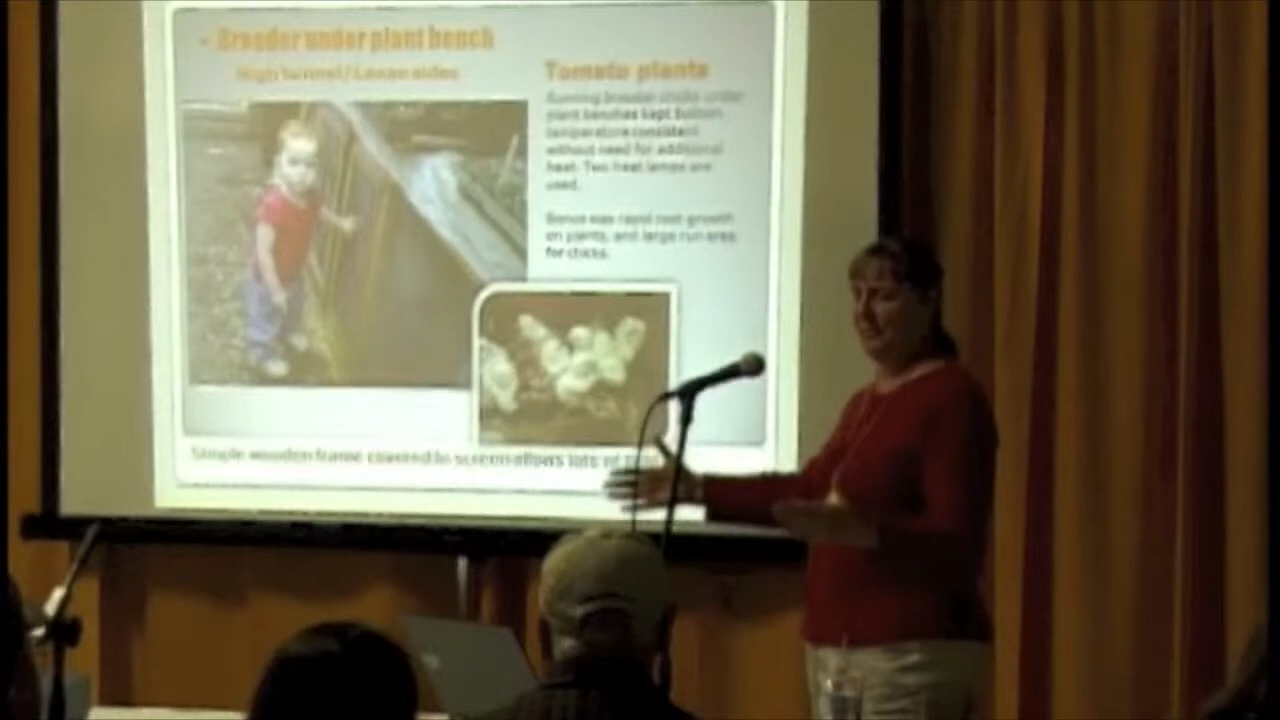 - Brooder under plant bench
High tunnel/Lexan sides
Tomato plants
Running brooder chicks under
plant benches kept bottom
temperature consistent
without need for additional
heat. Two heat lamps are
used.
Bonus was rapid root growth
on plants, and large run area
for chicks.
Simple wooden frame covered in screen allows lots of